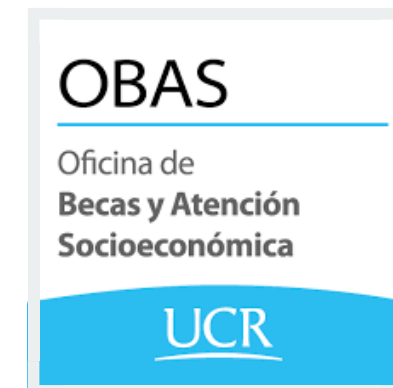 OBAS
Oficina de
Becas y Atención
Socioeconómica
UCR